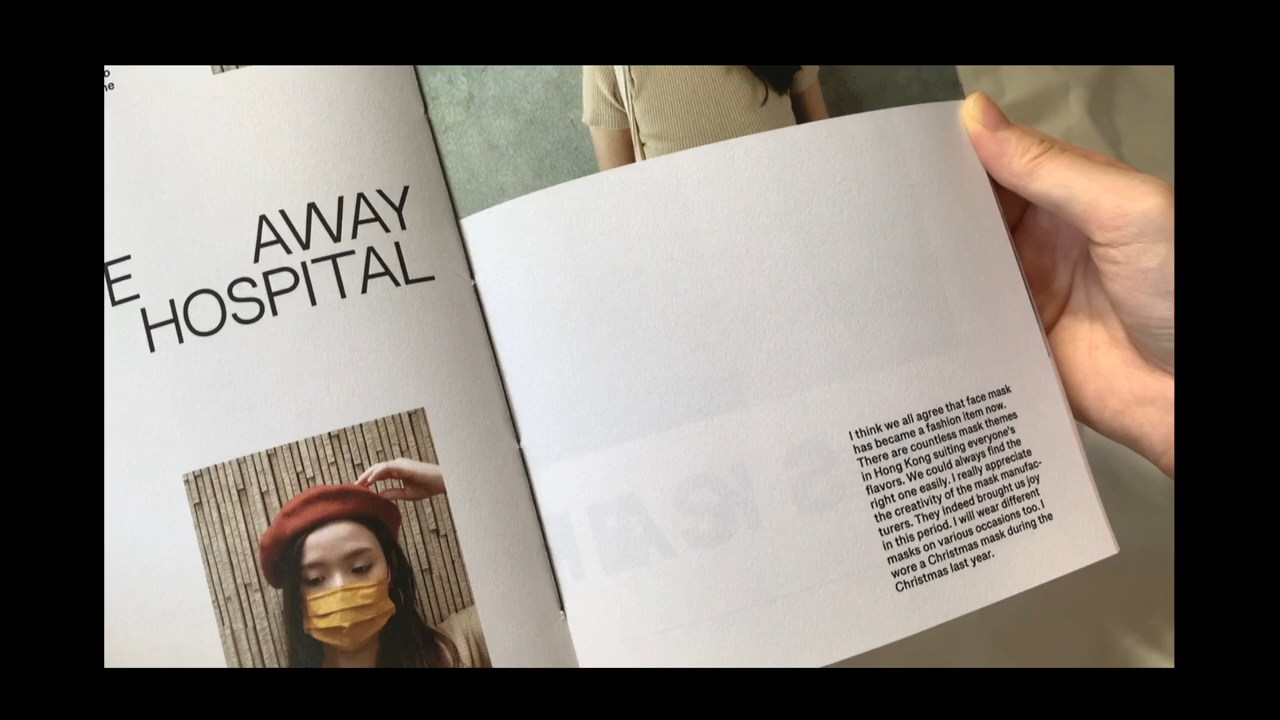 AWAY
HOSPITAL
I think we all agree that face mask
has became a fashion item now.
There are countless mask themes
in Hong Kong suiting everyone's
flavors. We could always find the
right one easily. I really appreciate
the creativity of the mask manufac-
turers. They indeed brought us joy
in this period. I will wear different
masks on various occasions too. I
wore a Christmas mask during the
Christmas last year.